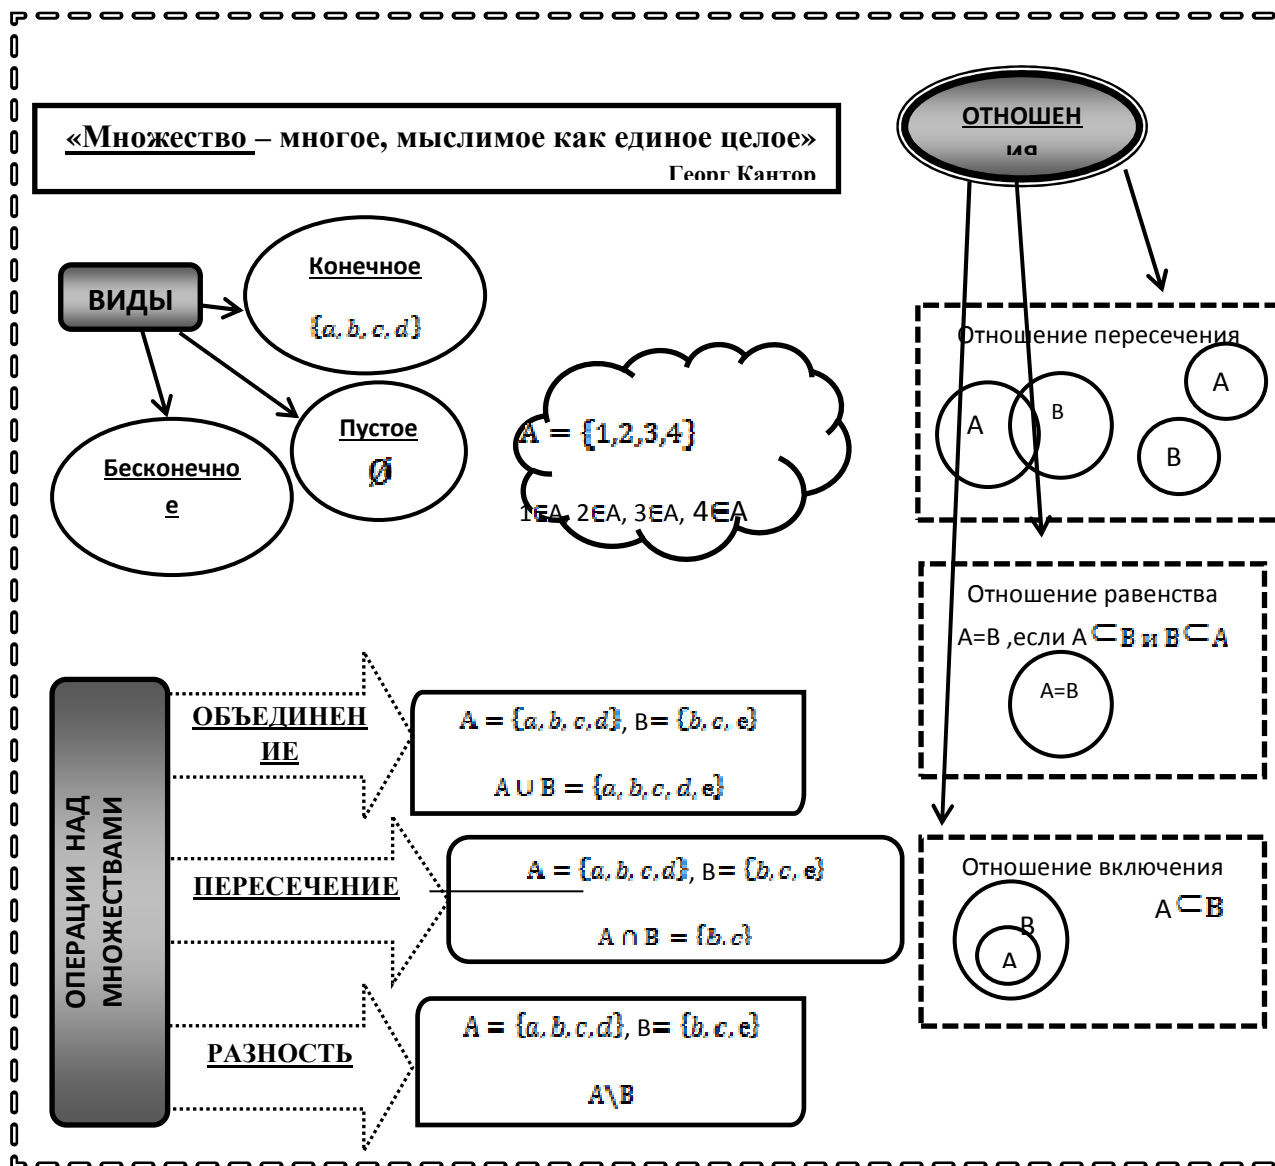 «Множество – многое, мыслимое как единое целое»
Георг Кантор
ОТНОШЕН
ИЯ
ВИДЫ
Конечное
{a, b, c, d}
Пустое
Ø
Бесконечно
е
A = {1,2,3,4}
1∈A, 2∈A, 3∈A, 4∈A
Отношение пересечения
A
B
A
B
Отношение равенства
A=B ,если A⊂B и B⊂A
A=B
Отношение включения
A⊂B
B
A
ОПЕРАЦИИ НАД
МНОЖЕСТВАМИ
ОБЪЕДИНЕН
ИЕ
A = {a, b, c, d}, B= {b, c, e}
A ∪ B = {a, b, c, d, e}
ПЕРЕСЕЧЕНИЕ
A = {a, b, c, d}, B= {b, c, e}
A ∩ B = {b, c}
РАЗНОСТЬ
A = {a, b, c, d}, B= {b, c, e}
A\B